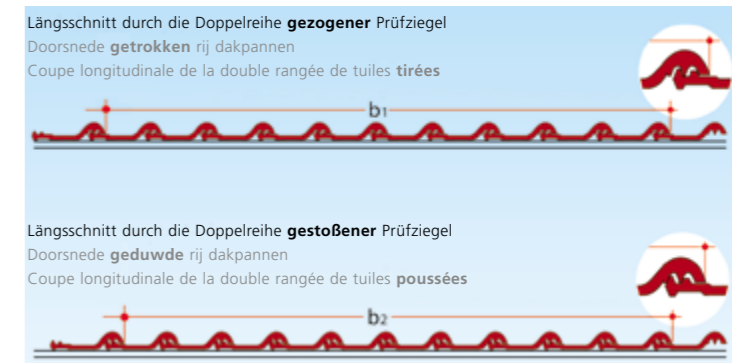 Längsschnitt durch die Doppelreihe gezogener Prüfziegel
Doorsnede getrokken rij dakpannen
Coupe longitudinale de la double rangée de tuiles tirées
b1
Längsschnitt durch die Doppelreihe gestoßener Prüfziegel
Doorsnede geduwde rij dakpannen
Coupe longitudinale de la double rangée de tuiles poussées
b2